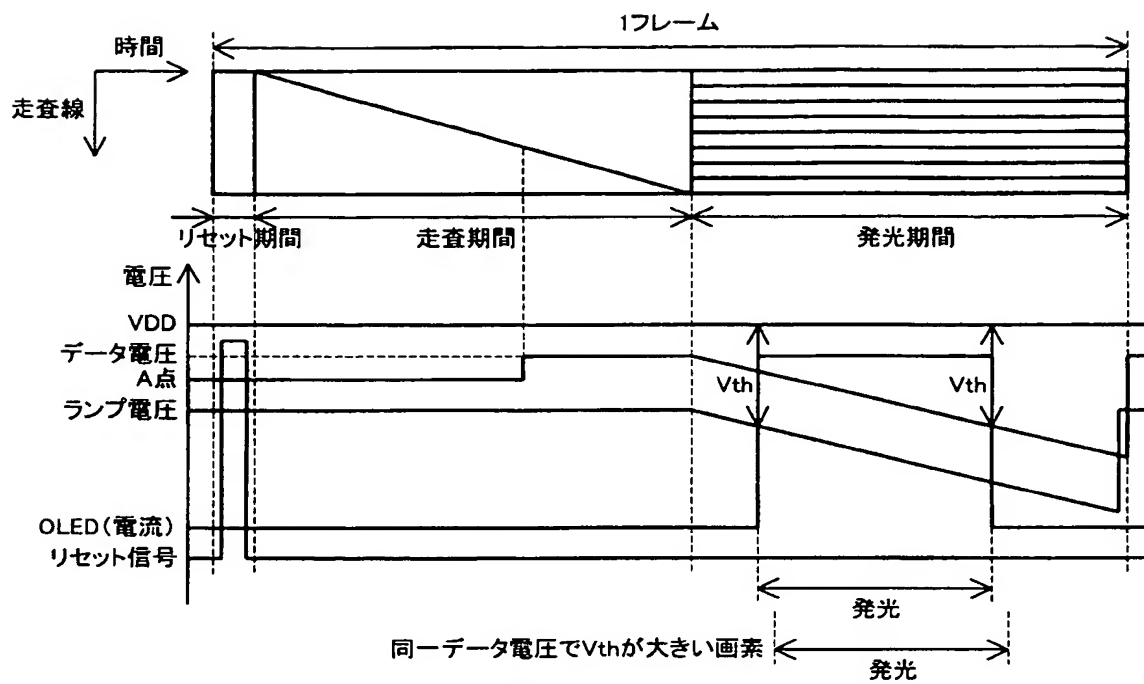 1フレーム
時間
走査線
リセット期間
走査期間
発光期間
電圧
VDD
データ電圧
A点
Vth
Vth
ランプ電圧
OLED(電流)
リセット信号
発光
同一データ電圧でVthが大きい画素
発光